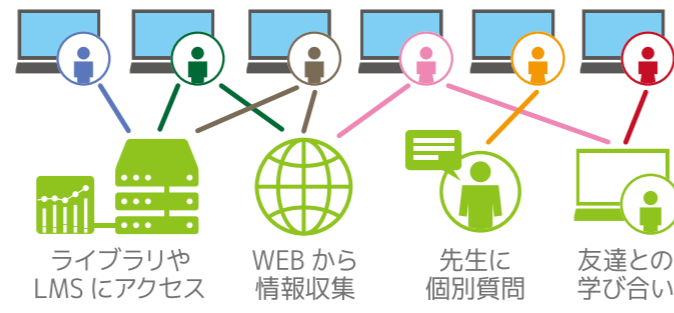 ライブラリや
LMS にアクセス
WEB から
情報収集
先生に
個別質問
友達との
学び合い